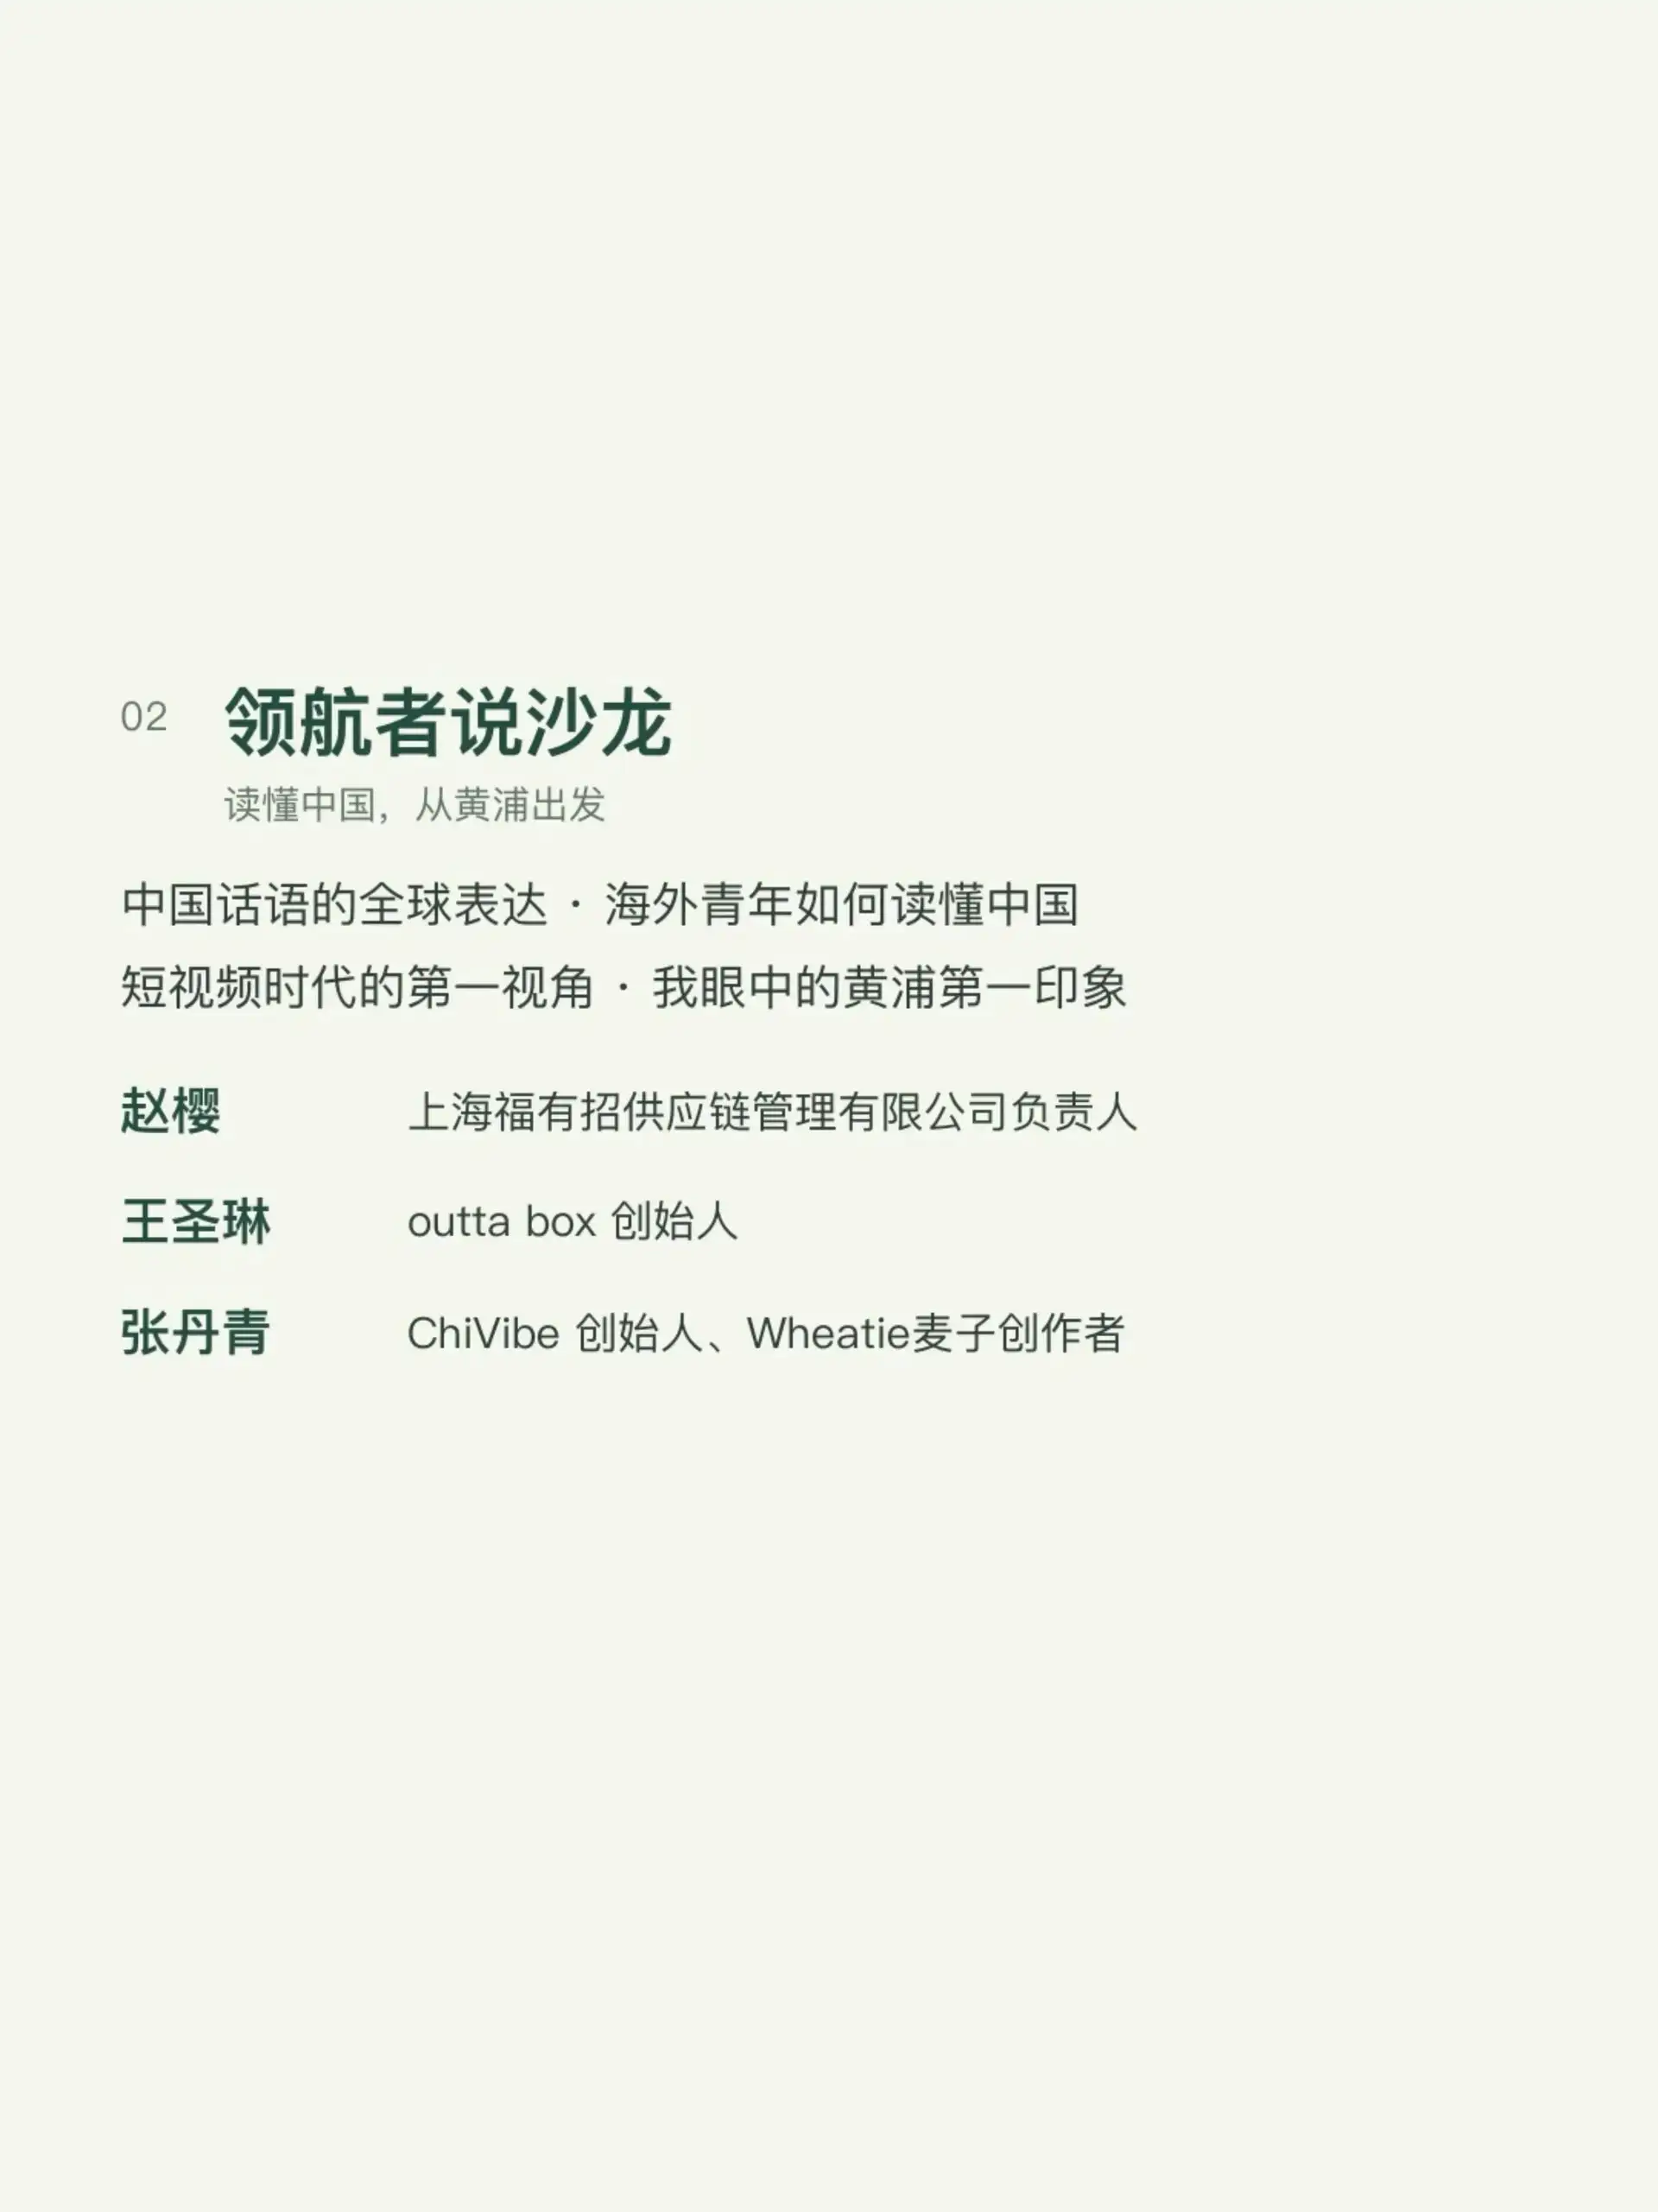 02 领航者说沙龙
读懂中国，从黄浦出发
中国话语的全球表达 · 海外青年如何读懂中国
短视频时代的第一视角 · 我眼中的黄浦第一印象
赵樱 上海福有招供应链管理有限公司负责人
王圣琳 outta box 创始人
张丹青 ChiVibe 创始人、Wheatie麦子创作者